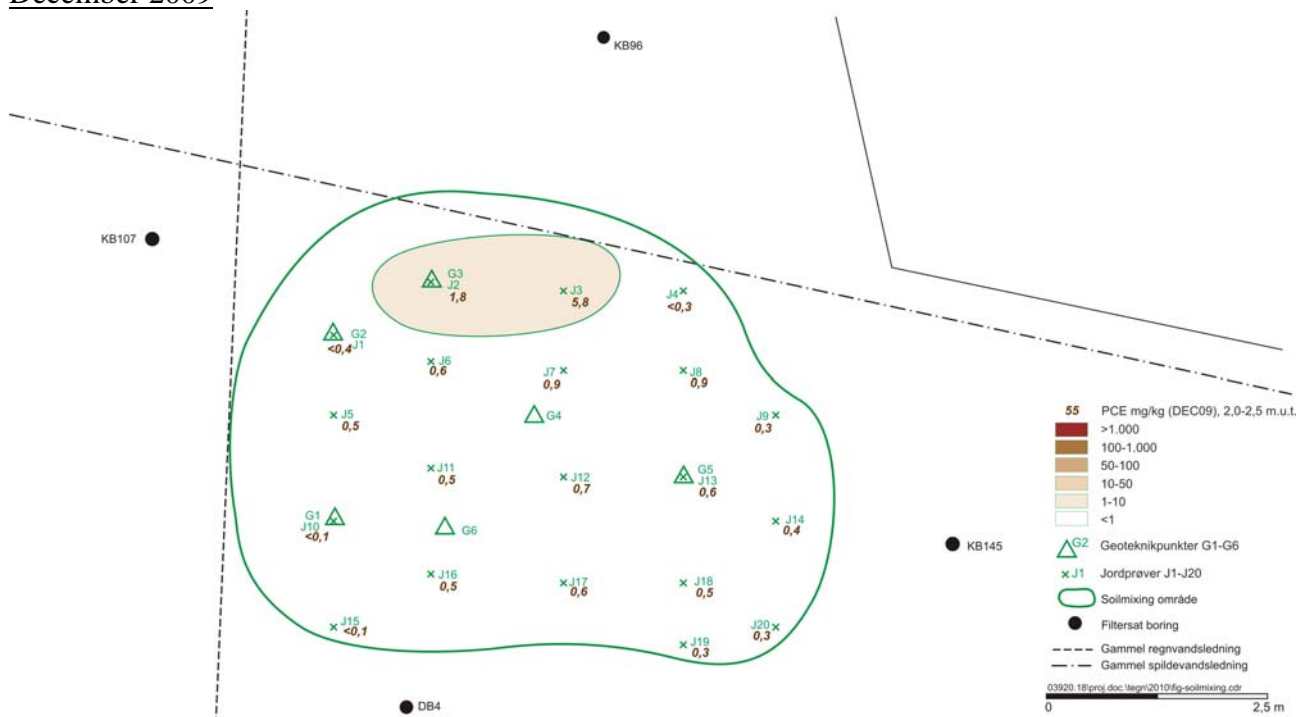 December 2009
KB96
KB107
G3
J2
1,8
J3
5,8
J4
<0,3
G2
<0,4 J1
J6
0,6
J7
0,9
J8
0,9
J5
0,5
G4
J9
0,3
J11
0,5
J12
0,7
G5
J13
0,6
G1
J10
<0,1
G6
J14
0,4
KB145
J16
0,5
J17
0,6
J18
0,5
J15
<0,1
J20
0,3
J19
0,3
DB4
55 PCE mg/kg (DEC09), 2,0-2,5 m.u.t.
>1.000
100-1.000
50-100
10-50
1-10
<1
G2 Geoteknikpunkter G1-G6
J1 Jordprøver J1-J20
Soilmixing område
Filtersat boring
Gammel regnvandsledning
Gammel spildevandsledning
03920.18\proj.doc.\tegn\2010\fig-soilmixing.cdr
0 2,5 m